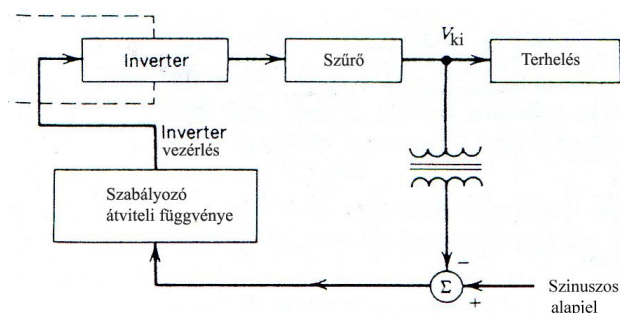 V_ki
Inverter
Szűrő
Terhelés
Inverter
vezérlés
Szabályozó
átviteli függvénye
−
Σ
+
Szinuszos
alapjel